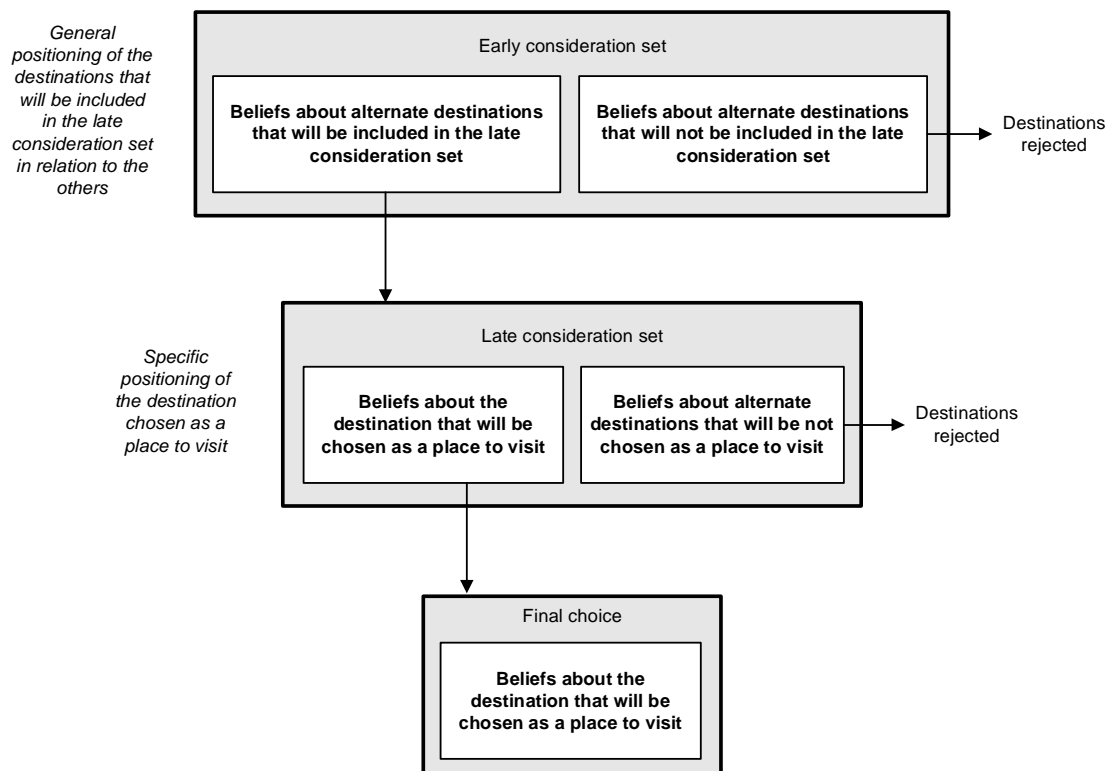 General
positioning of the
destinations that
will be included
in the late
consideration set
in relation to the
others
Early consideration set
Beliefs about alternate destinations
that will be included in the late
consideration set
Beliefs about alternate destinations
that will not be included in the late
consideration set
Destinations
rejected
Specific
positioning of
the destination
chosen as a
place to visit
Late consideration set
Beliefs about the
destination that will be
chosen as a place to visit
Beliefs about alternate
destinations that will be not
chosen as a place to visit
Destinations
rejected
Final choice
Beliefs about the
destination that will be
chosen as a place to visit